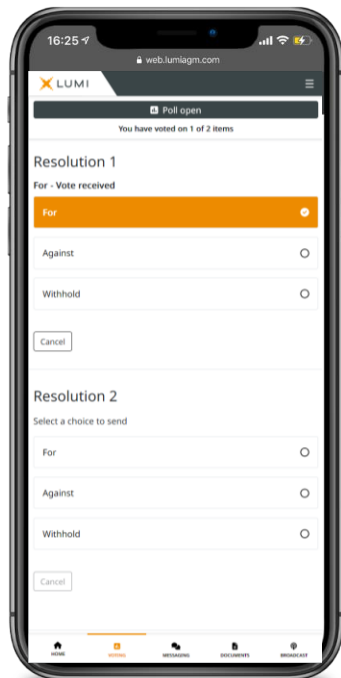 16:25
web.lumiagm.com
LUMI
Poll open
You have voted on 1 of 2 items
Resolution 1
For - Vote received
For
Against
Withhold
Cancel
Resolution 2
Select a choice to send
For
Against
Withhold
Cancel
HOME
VOTING
MESSAGING
DOCUMENTS
BROADCAST